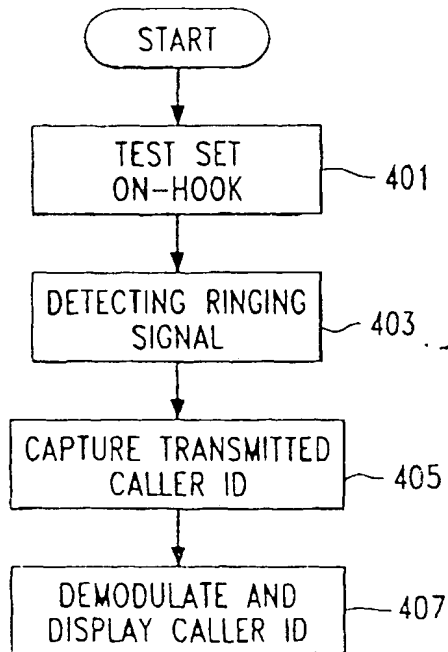 START
TEST SET
ON-HOOK
401
DETECTING RINGING
SIGNAL
403
CAPTURE TRANSMITTED
CALLER ID
405
DEMODULATE AND
DISPLAY CALLER ID
407